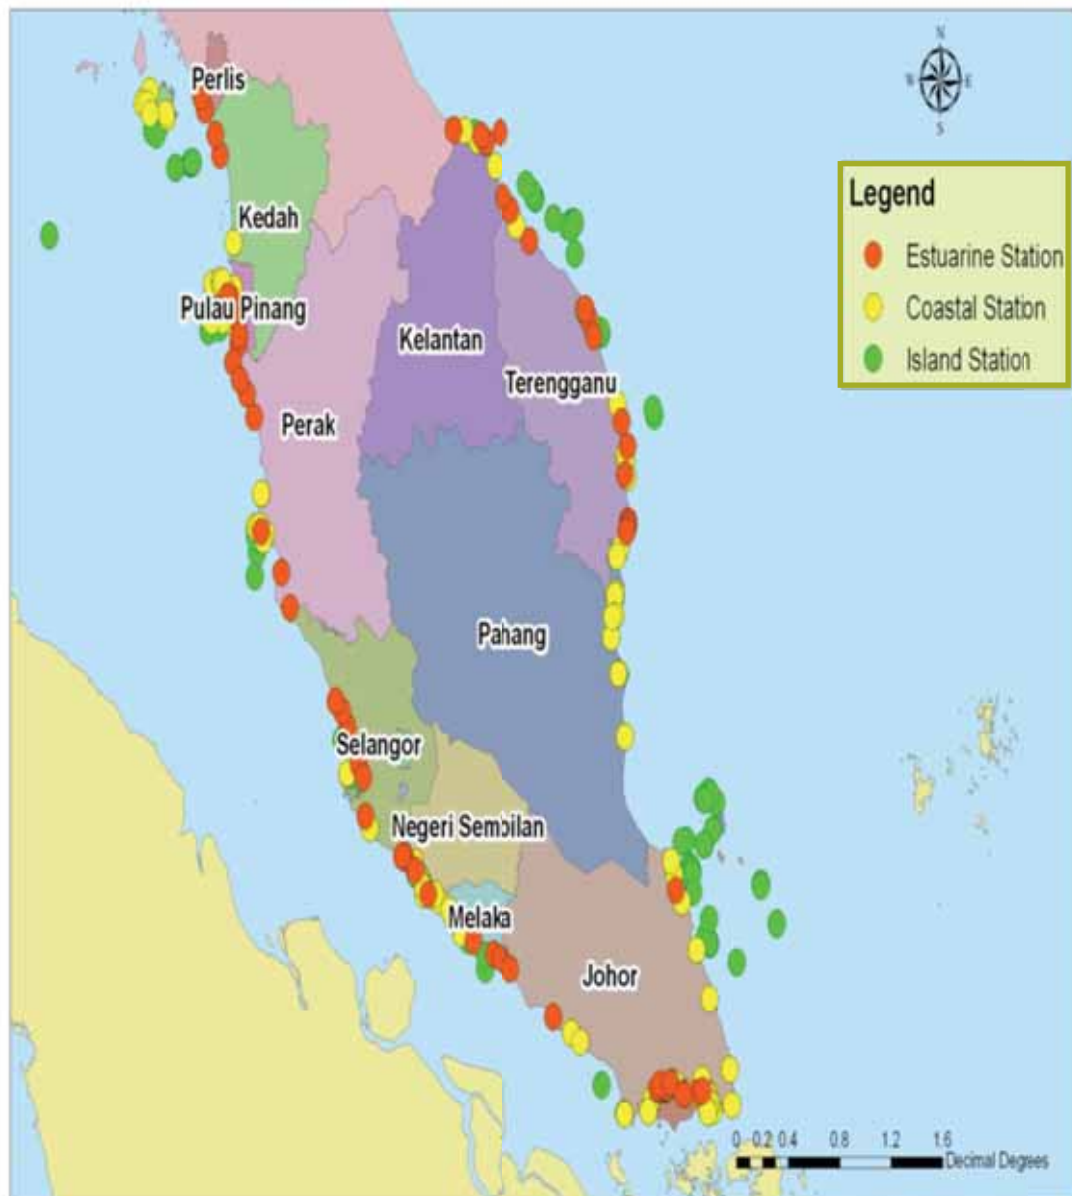 N
W
E
S
Perlis
Legend
Kedah
Estuarine Station
Pulau Pinang
Coastal Station
Kelantan
Island Station
Terengganu
Perak
Pahang
Selangor
Negeri Sembilan
Melaka
Johor
0 0.2 0.4 0.8 1.2 1.6
Decimal Degrees